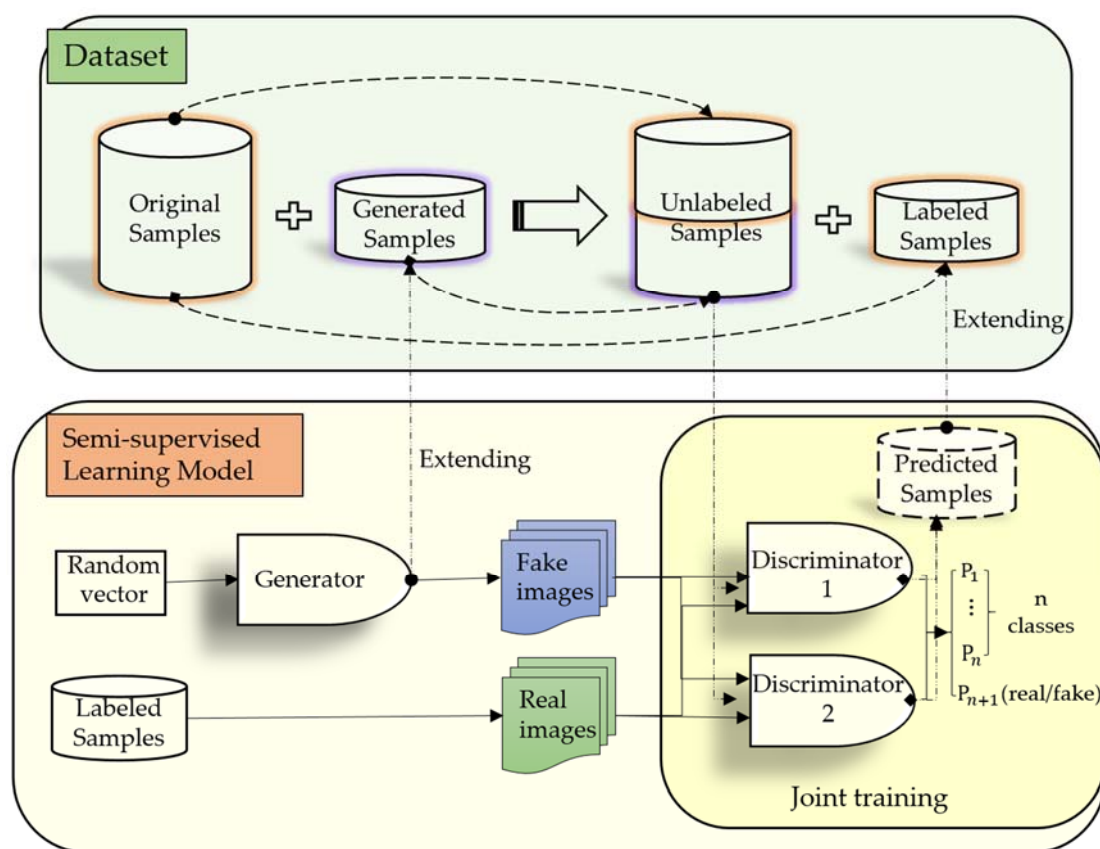 Dataset
Original
Samples
Generated
Samples
Unlabeled
Samples
Labeled
Samples
Extending
Semi-supervised
Learning Model
Extending
Predicted
Samples
Random
vector
Generator
Fake
images
Discriminator
1
P1
⋮
Pn
n
classes
Pn+1(real/fake)
Labeled
Samples
Real
images
Discriminator
2
Joint training